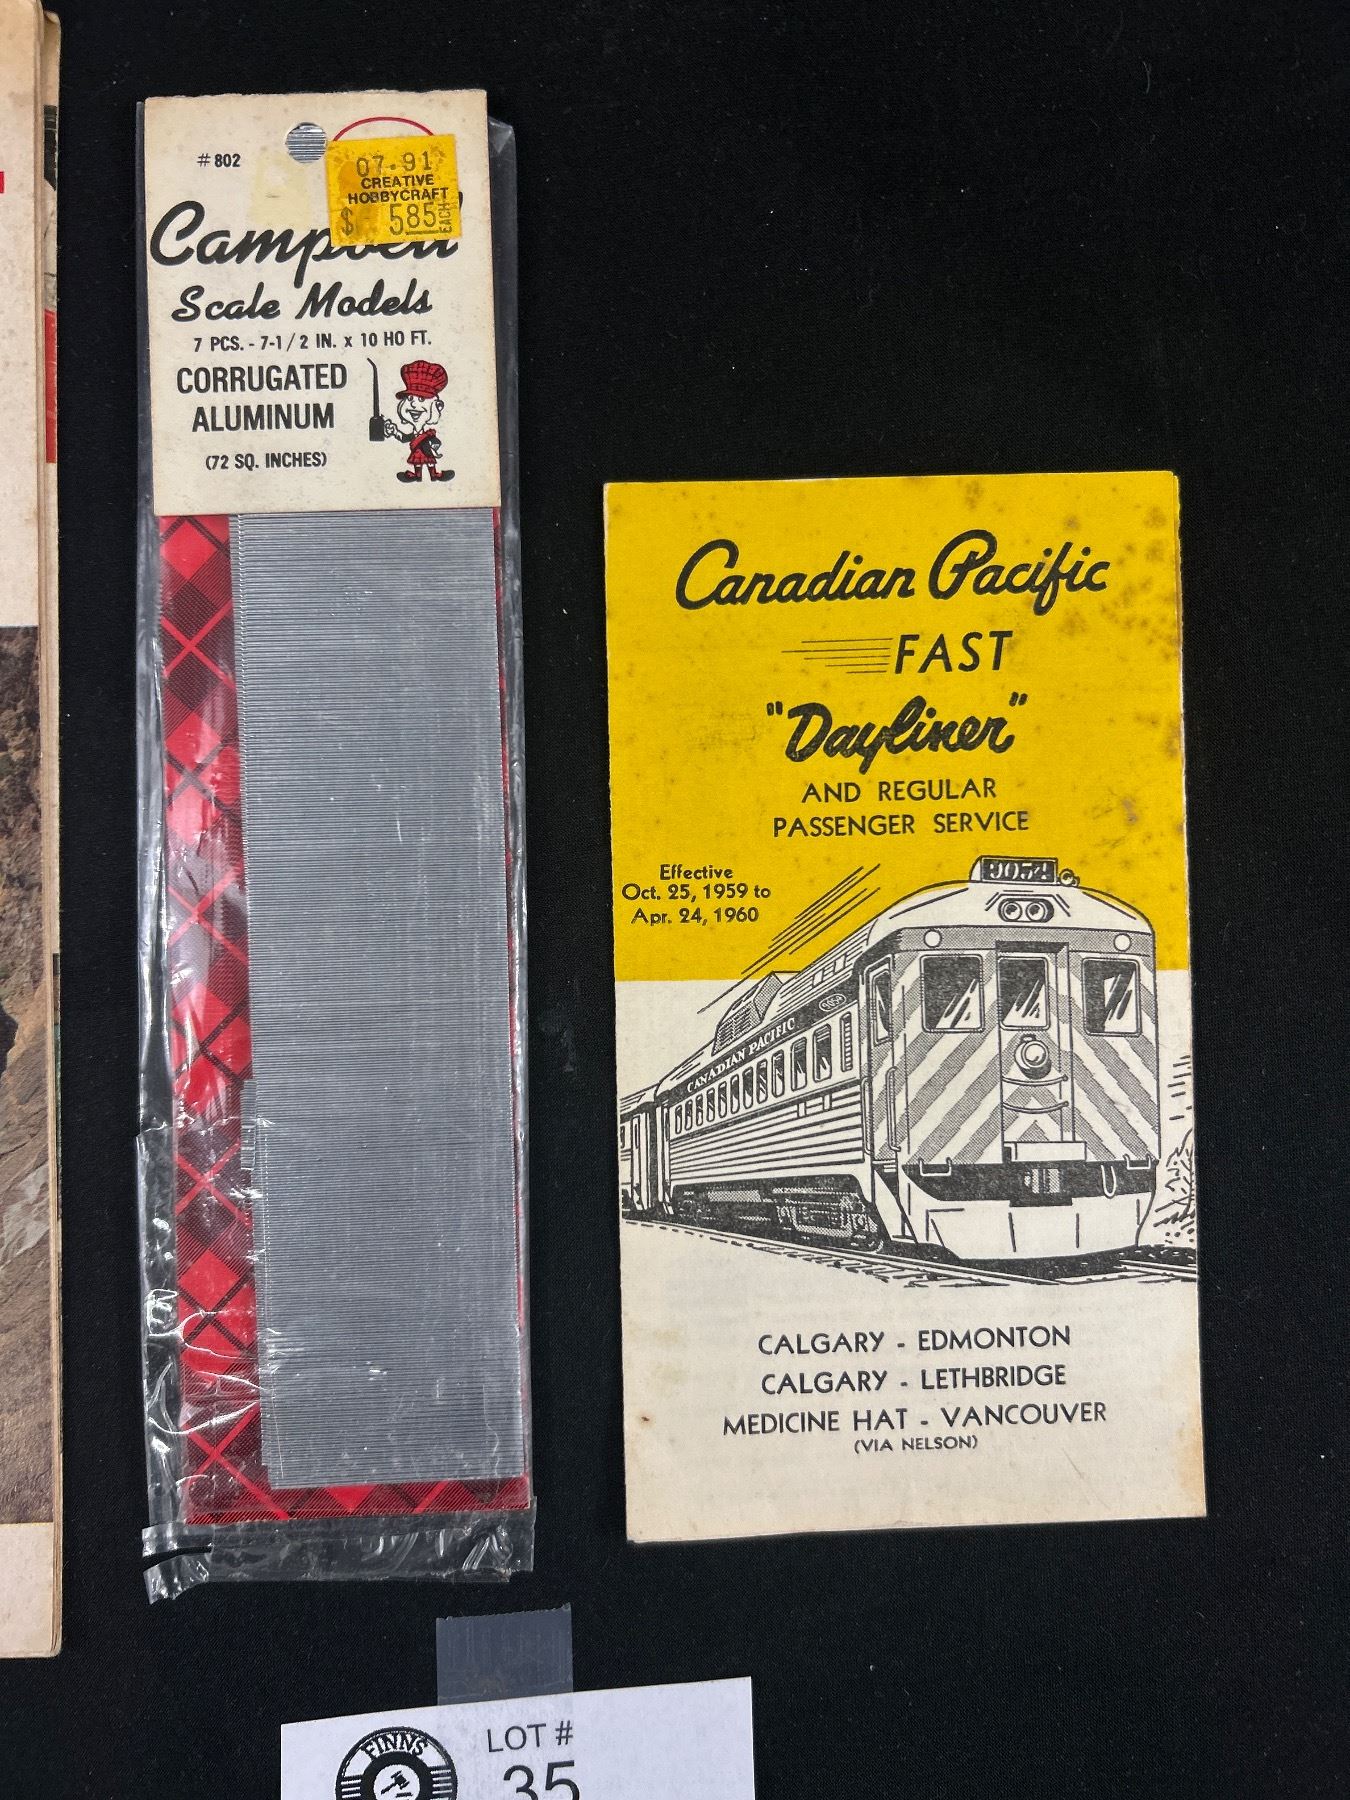 #802
07·91
CREATIVE
HOBBYCRAFT
$ 585 EACH
Campbell
Scale Models
7 PCS. - 7-1/2 IN. x 10 HO FT.
CORRUGATED
ALUMINUM
(72 SQ. INCHES)
Canadian Pacific
FAST
"Dayliner"
AND REGULAR
PASSENGER SERVICE
Effective
Oct. 25, 1959 to
Apr. 24, 1960
9072
CANADIAN PACIFIC
CALGARY - EDMONTON
CALGARY - LETHBRIDGE
MEDICINE HAT - VANCOUVER
(VIA NELSON)
FINNS
LOT #
35